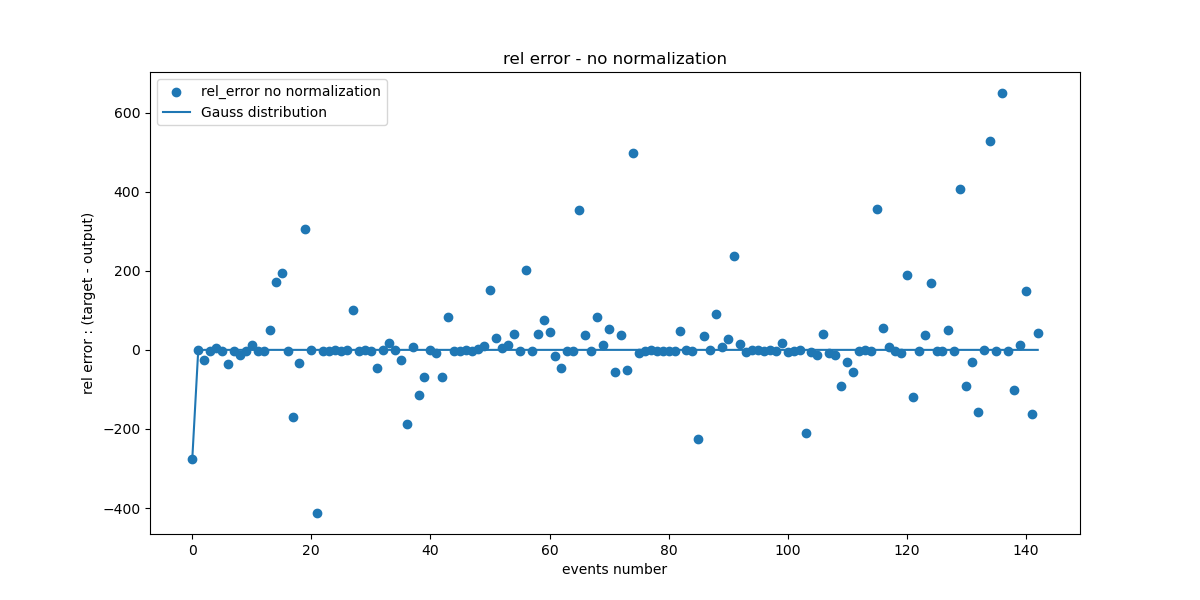 rel error - no normalization
rel_error no normalization
Gauss distribution
600
400
200
0
−200
−400
rel error : (target - output)
0 20 40 60 80 100 120 140
events number